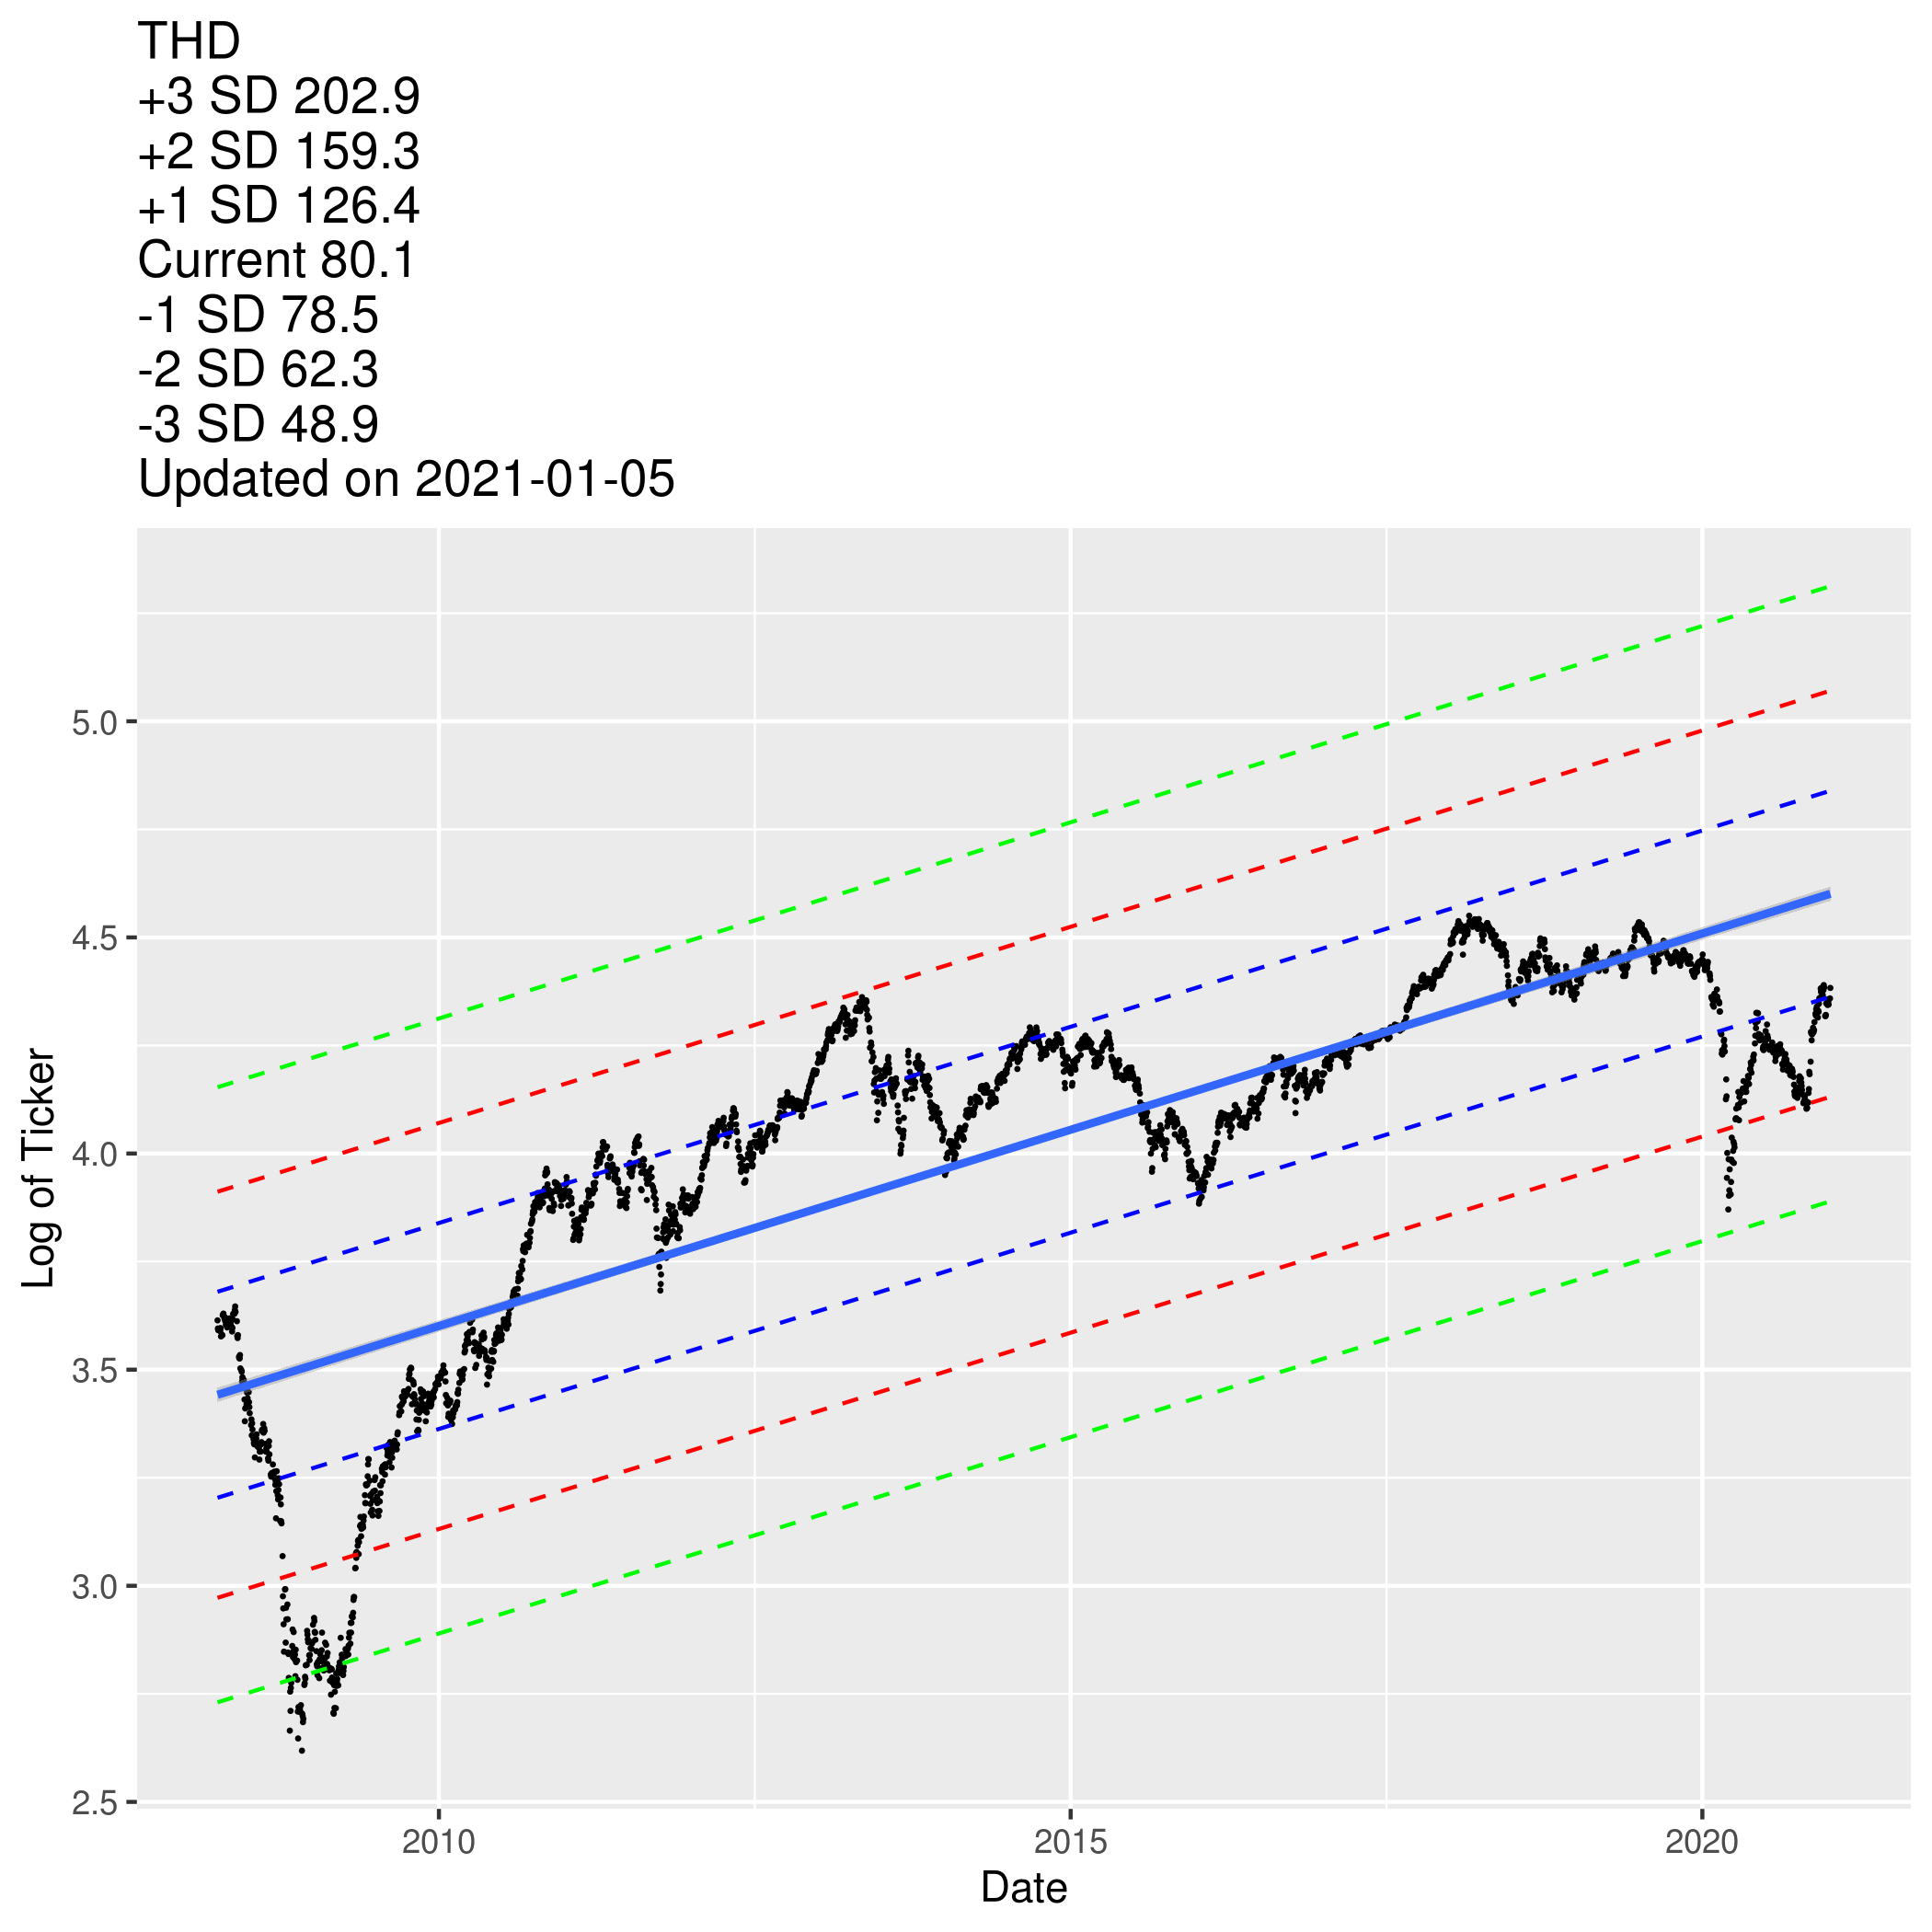 THD
+3 SD 202.9
+2 SD 159.3
+1 SD 126.4
Current 80.1
-1 SD 78.5
-2 SD 62.3
-3 SD 48.9
Updated on 2021-01-05
5.0
4.5
4.0
3.5
3.0
2.5
Log of Ticker
2010
2015
2020
Date